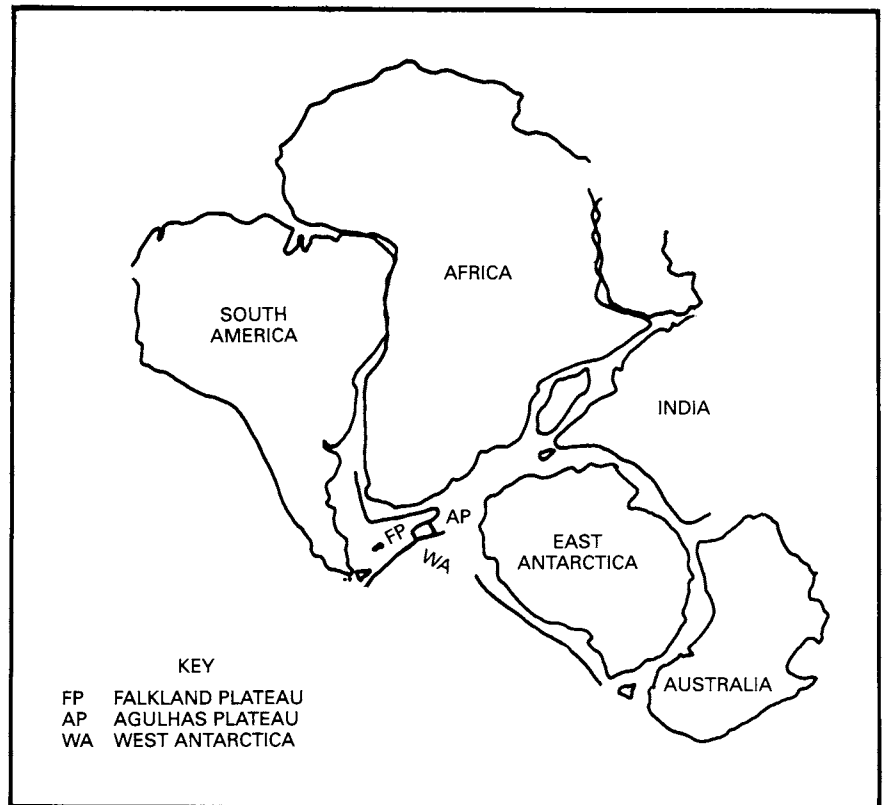 AFRICA
SOUTH
AMERICA
INDIA
AP
FP
WA
EAST
ANTARCTICA
AUSTRALIA
KEY
FP FALKLAND PLATEAU
AP AGULHAS PLATEAU
WA WEST ANTARCTICA